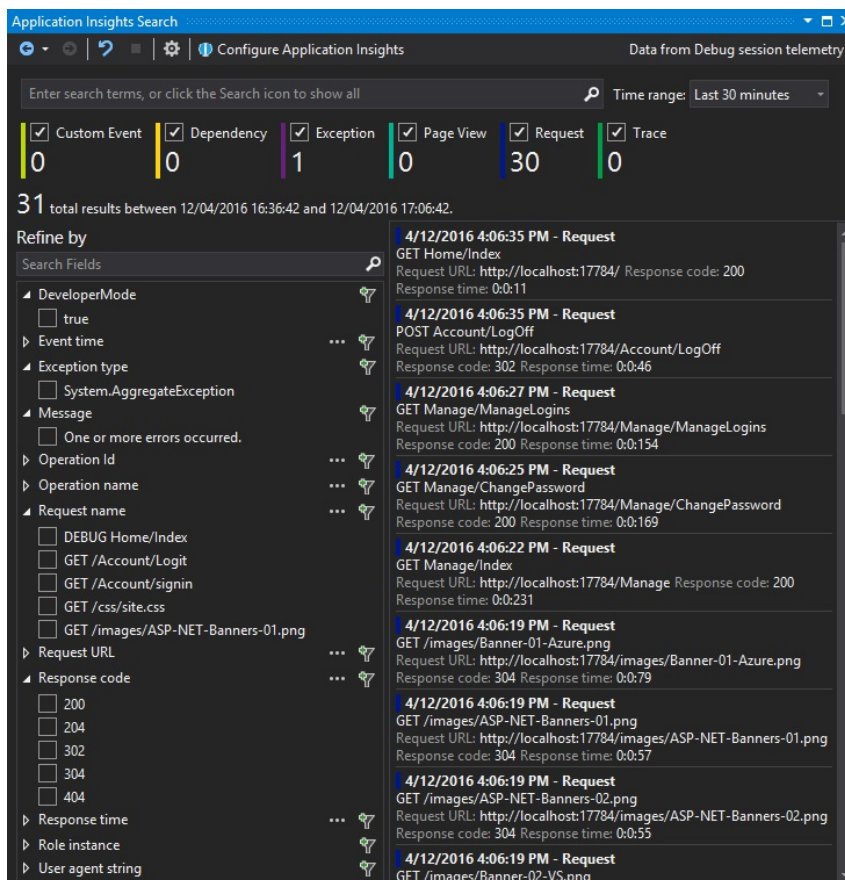 Application Insights Search
Configure Application Insights
Data from Debug session telemetry
Enter search terms, or click the Search icon to show all
Time range: Last 30 minutes
Custom Event Dependency Exception Page View Request Trace
0 0 1 0 30 0
31 total results between 12/04/2016 16:36:42 and 12/04/2016 17:06:42.
Refine by
Search Fields
DeveloperMode
true
Event time
Exception type
System.AggregateException
Message
One or more errors occurred.
Operation Id
Operation name
Request name
DEBUG Home/Index
GET /Account/Logit
GET /Account/signin
GET /css/site.css
GET /images/ASP-NET-Banners-01.png
Request URL
Response code
200
204
302
304
404
Response time
Role instance
User agent string
4/12/2016 4:06:35 PM - Request
GET Home/Index
Request URL: http://localhost:17784/ Response code: 200
Response time: 0:0:11
4/12/2016 4:06:35 PM - Request
POST Account/LogOff
Request URL: http://localhost:17784/Account/LogOff
Response code: 302 Response time: 0:0:46
4/12/2016 4:06:27 PM - Request
GET Manage/ManageLogins
Request URL: http://localhost:17784/Manage/ManageLogins
Response code: 200 Response time: 0:0:154
4/12/2016 4:06:25 PM - Request
GET Manage/ChangePassword
Request URL: http://localhost:17784/Manage/ChangePassword
Response code: 200 Response time: 0:0:169
4/12/2016 4:06:22 PM - Request
GET Manage/Index
Request URL: http://localhost:17784/Manage Response code: 200
Response time: 0:0:231
4/12/2016 4:06:19 PM - Request
GET /images/Banner-01-Azure.png
Request URL: http://localhost:17784/images/Banner-01-Azure.png
Response code: 304 Response time: 0:0:79
4/12/2016 4:06:19 PM - Request
GET /images/ASP-NET-Banners-01.png
Request URL: http://localhost:17784/images/ASP-NET-Banners-01.png
Response code: 304 Response time: 0:0:57
4/12/2016 4:06:19 PM - Request
GET /images/ASP-NET-Banners-02.png
Request URL: http://localhost:17784/images/ASP-NET-Banners-02.png
Response code: 304 Response time: 0:0:55
4/12/2016 4:06:19 PM - Request
GET /images/Banner-02-VS.png